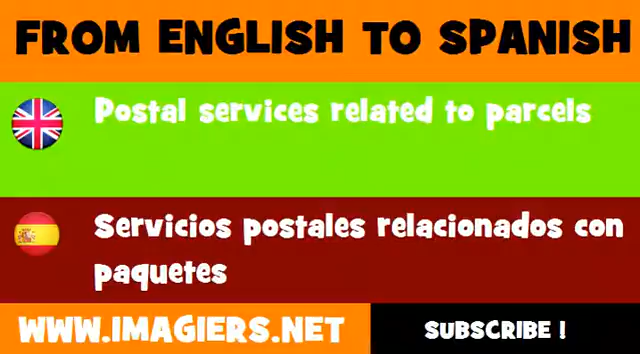 FROM ENGLISH TO SPANISH
Postal services related to parcels
Servicios postales relacionados con
paquetes
WWW.IMAGIERS.NET
SUBSCRIBE !